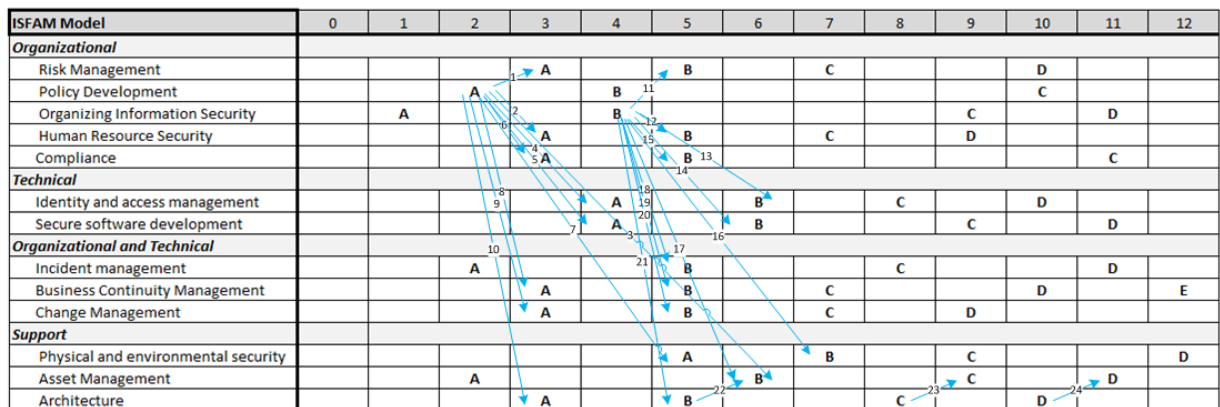 ISFAM Model 0 1 2 3 4 5 6 7 8 9 10 11 12
Organizational
Risk Management 1 A B C D
Policy Development A B 11 C
Organizing Information Security A 2 B C D
6 12
Human Resource Security A 15 B C D
4
Compliance 5 A B 13 C
14
Technical
8 18
Identity and access management 9 A 19 B C D
20
Secure software development A B C D
7 3 16
Organizational and Technical 10 17
21
Incident management A B C D
Business Continuity Management A B C D E
Change Management A B C D
Support
Physical and environmental security A B C D
Asset Management A B C D
22 23 24
Architecture A B C D